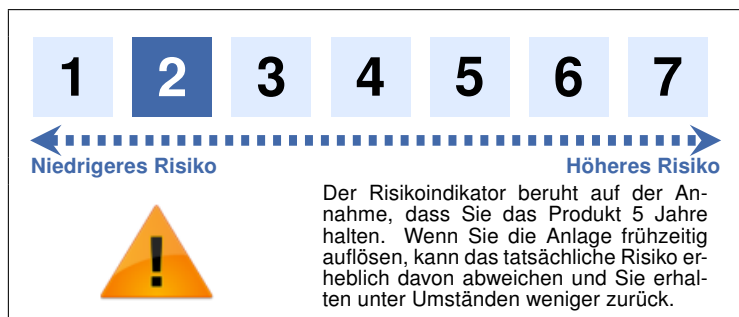 1 2 3 4 5 6 7
Niedrigeres Risiko Höheres Risiko
Der Risikoindikator beruht auf der An-
nahme, dass Sie das Produkt 5 Jahre
halten. Wenn Sie die Anlage frühzeitig
auflösen, kann das tatsächliche Risiko er-
heblich davon abweichen und Sie erhal-
ten unter Umständen weniger zurück.
!